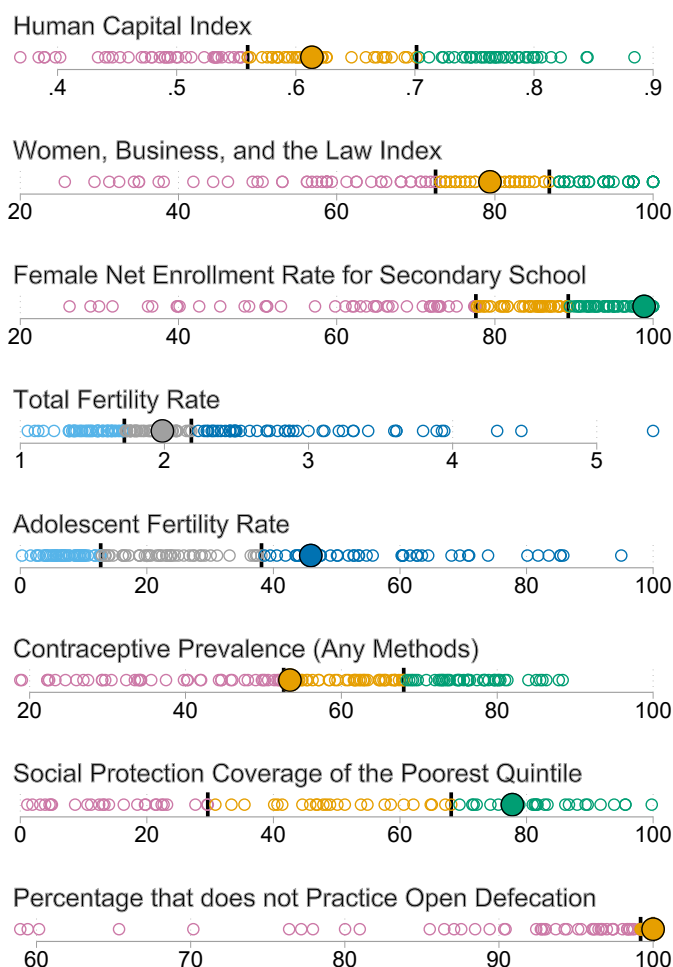 Human Capital Index
.4 .5 .6 .7 .8 .9
Women, Business, and the Law Index
20 40 60 80 100
Female Net Enrollment Rate for Secondary School
20 40 60 80 100
Total Fertility Rate
1 2 3 4 5
Adolescent Fertility Rate
0 20 40 60 80 100
Contraceptive Prevalence (Any Methods)
20 40 60 80 100
Social Protection Coverage of the Poorest Quintile
0 20 40 60 80 100
Percentage that does not Practice Open Defecation
60 70 80 90 100